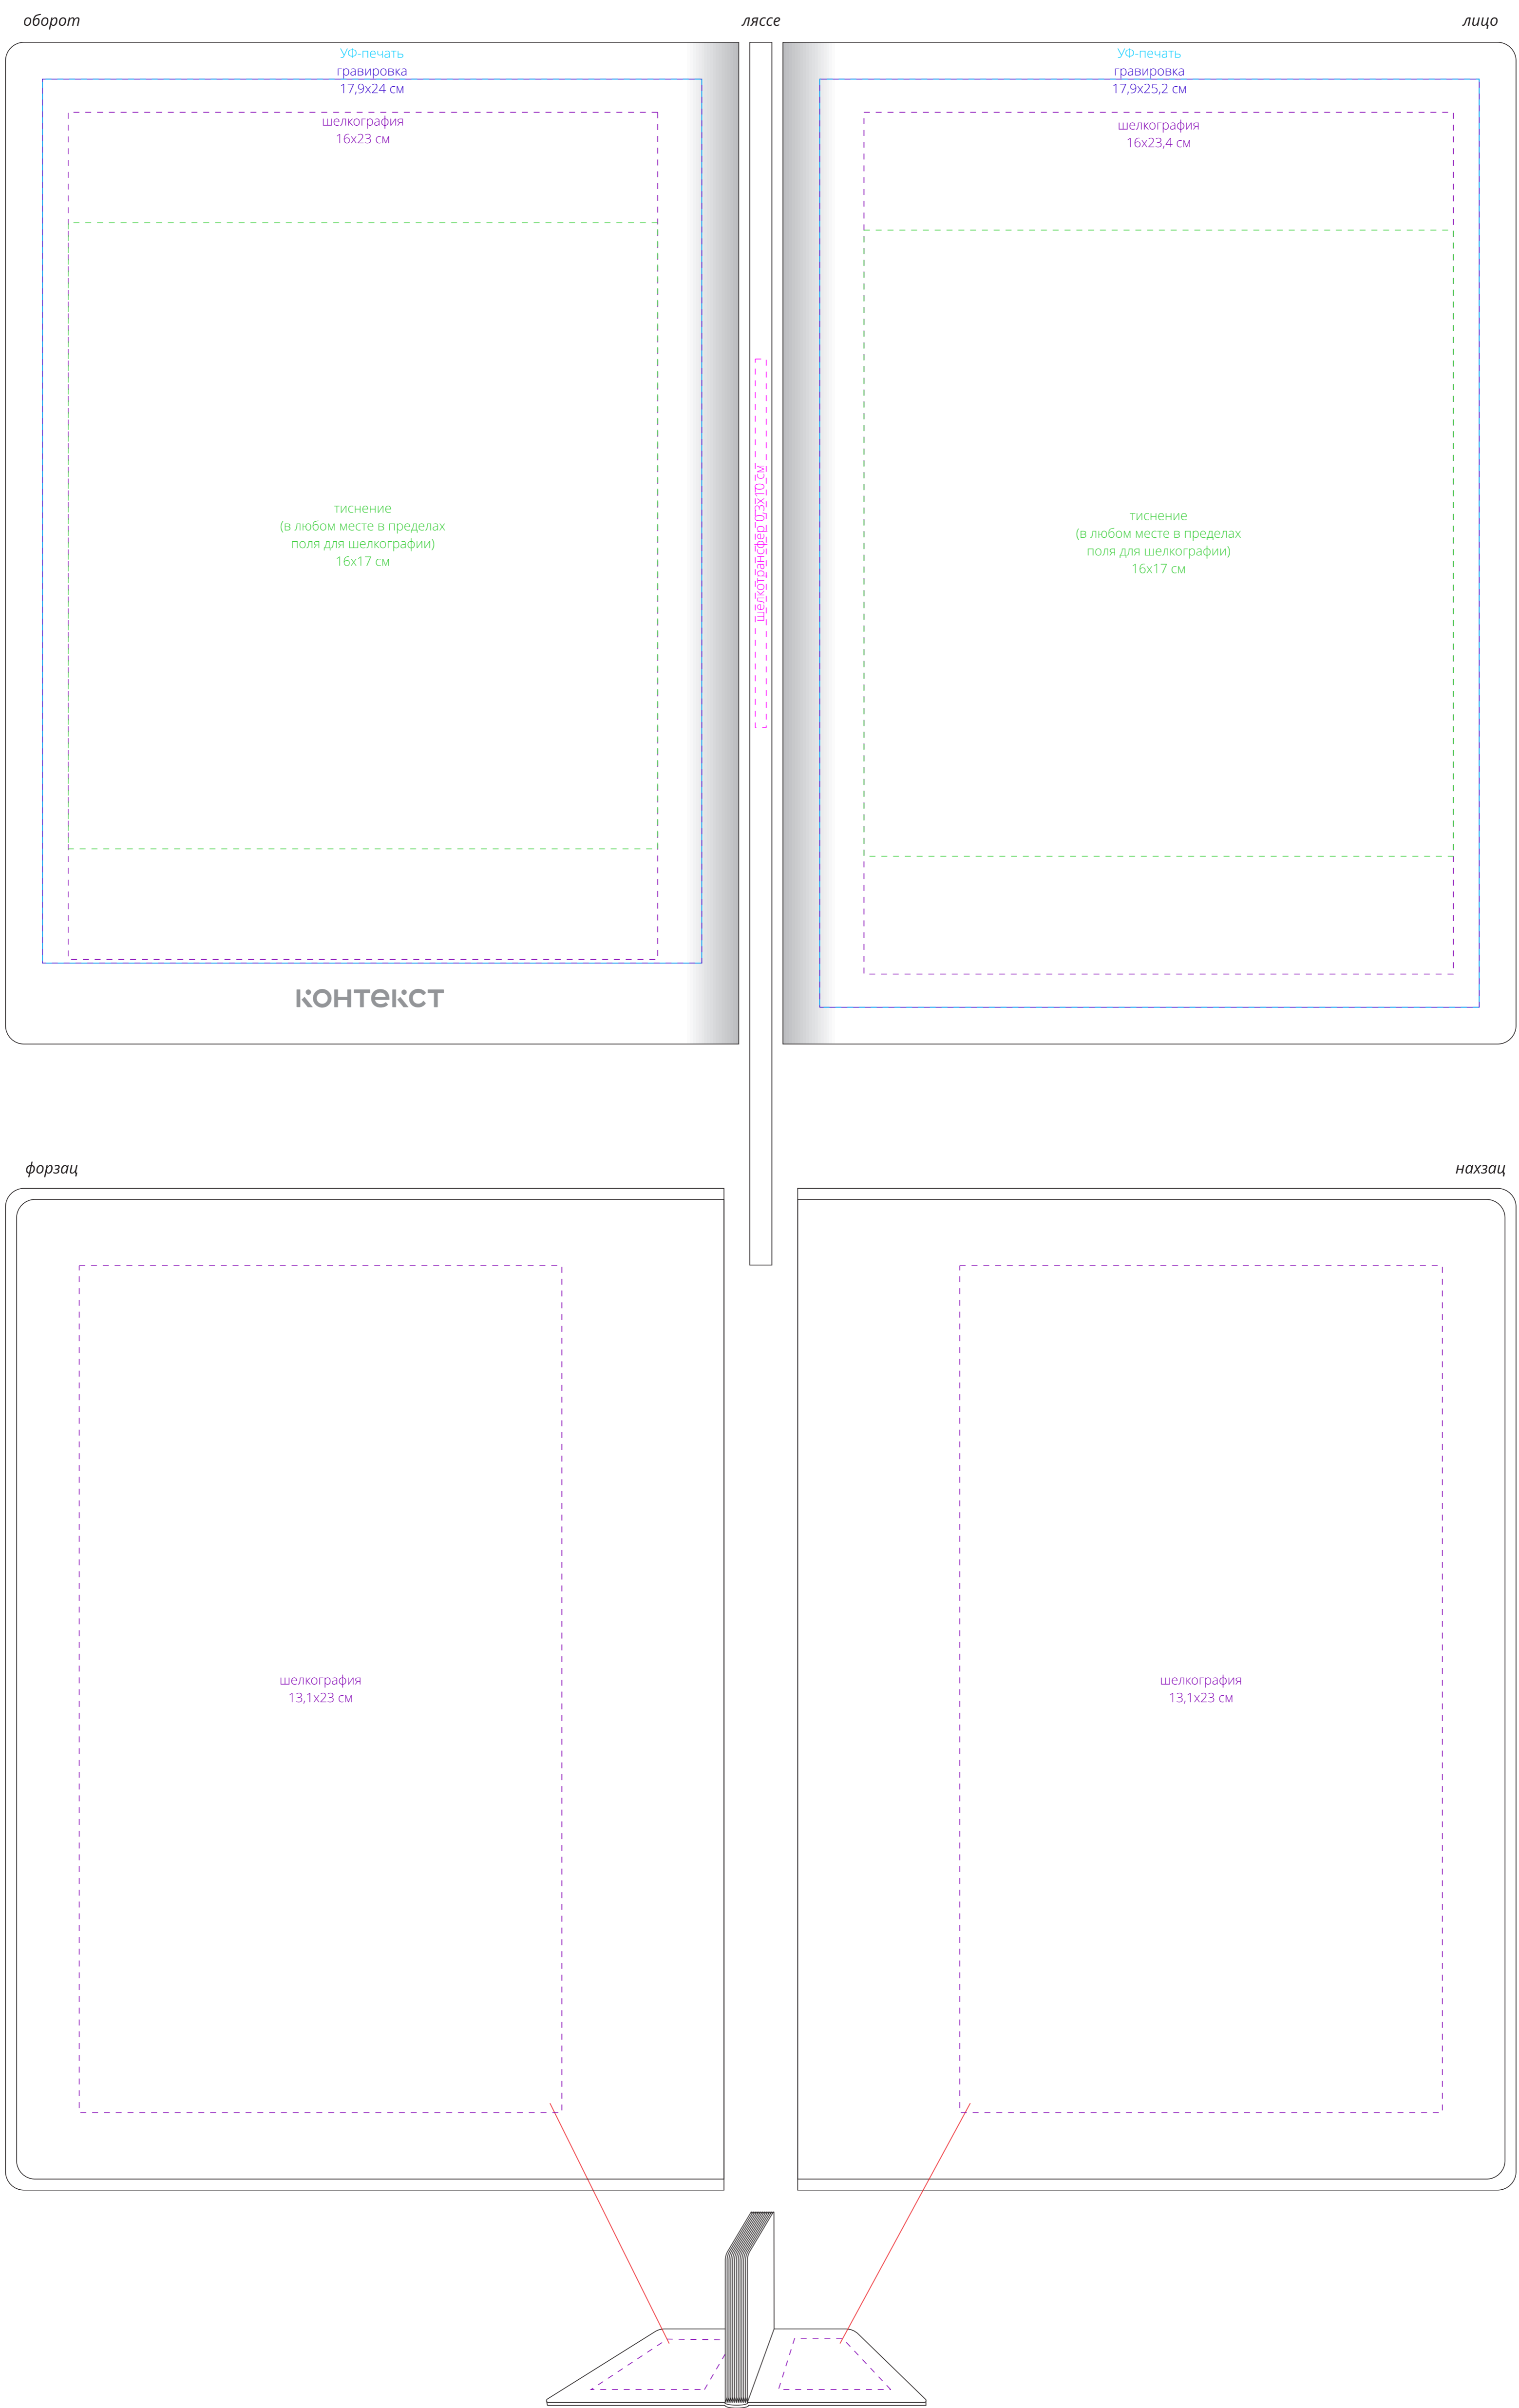 оборот
ляссе
лицо
УФ-печать
гравировка
17,9х24 см
шелкография
16х23 см
тиснение
(в любом месте в пределах
поля для шелкографии)
16х17 см
контекст
шелкотрансфер 0,3х10 см
УФ-печать
гравировка
17,9х25,2 см
шелкография
16х23,4 см
тиснение
(в любом месте в пределах
поля для шелкографии)
16х17 см
форзац
нахзац
шелкография
13,1х23 см
шелкография
13,1х23 см